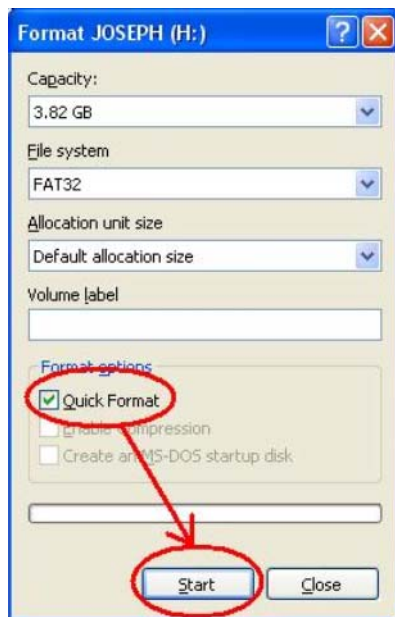 Format JOSEPH (H:)
Capacity:
3.82 GB
File system
FAT32
Allocation unit size
Default allocation size
Volume label
Format options
Quick Format
Enable Compression
Create an MS-DOS startup disk
Start
Close